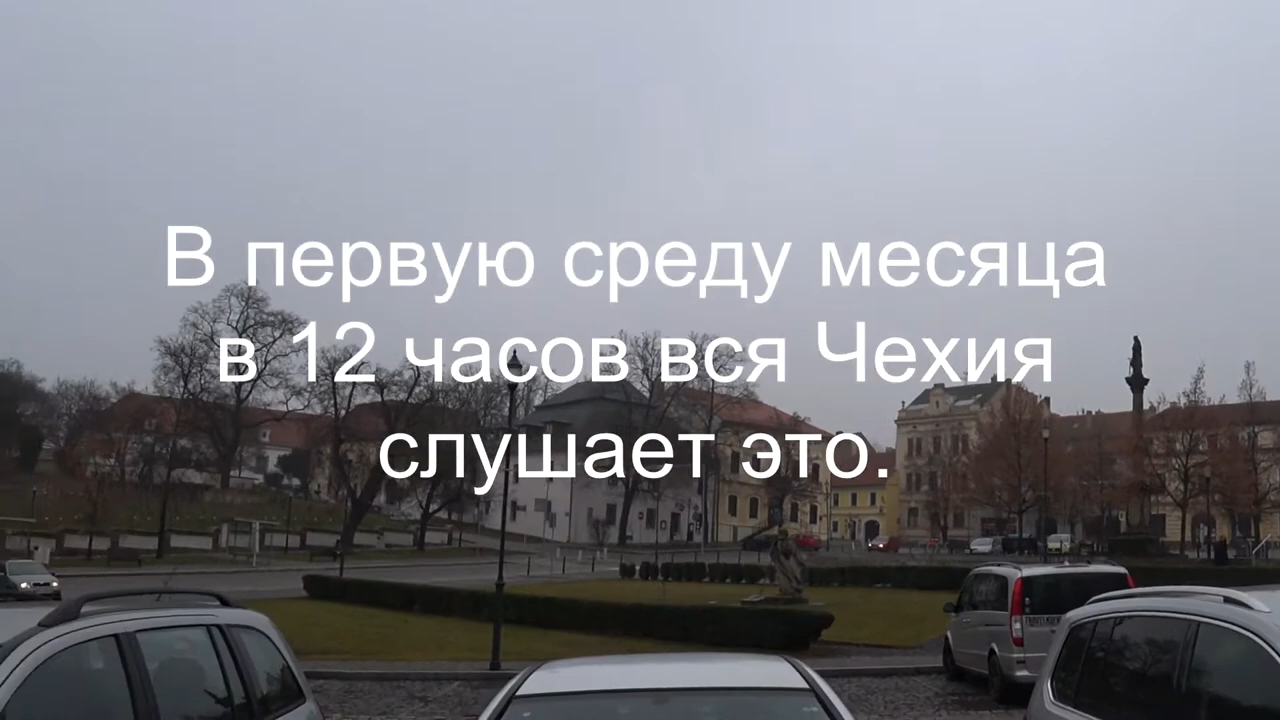 В первую среду месяца
в 12 часов вся Чехия
слушает это.